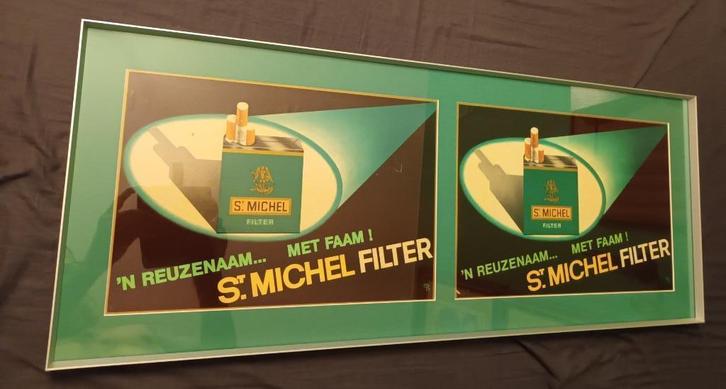 ST. MICHEL
FILTER
'N REUZENAAM... MET FAAM !
ST. MICHEL FILTER
ST. MICHEL
FILTER
'N REUZENAAM... MET FAAM !
ST. MICHEL FILTER